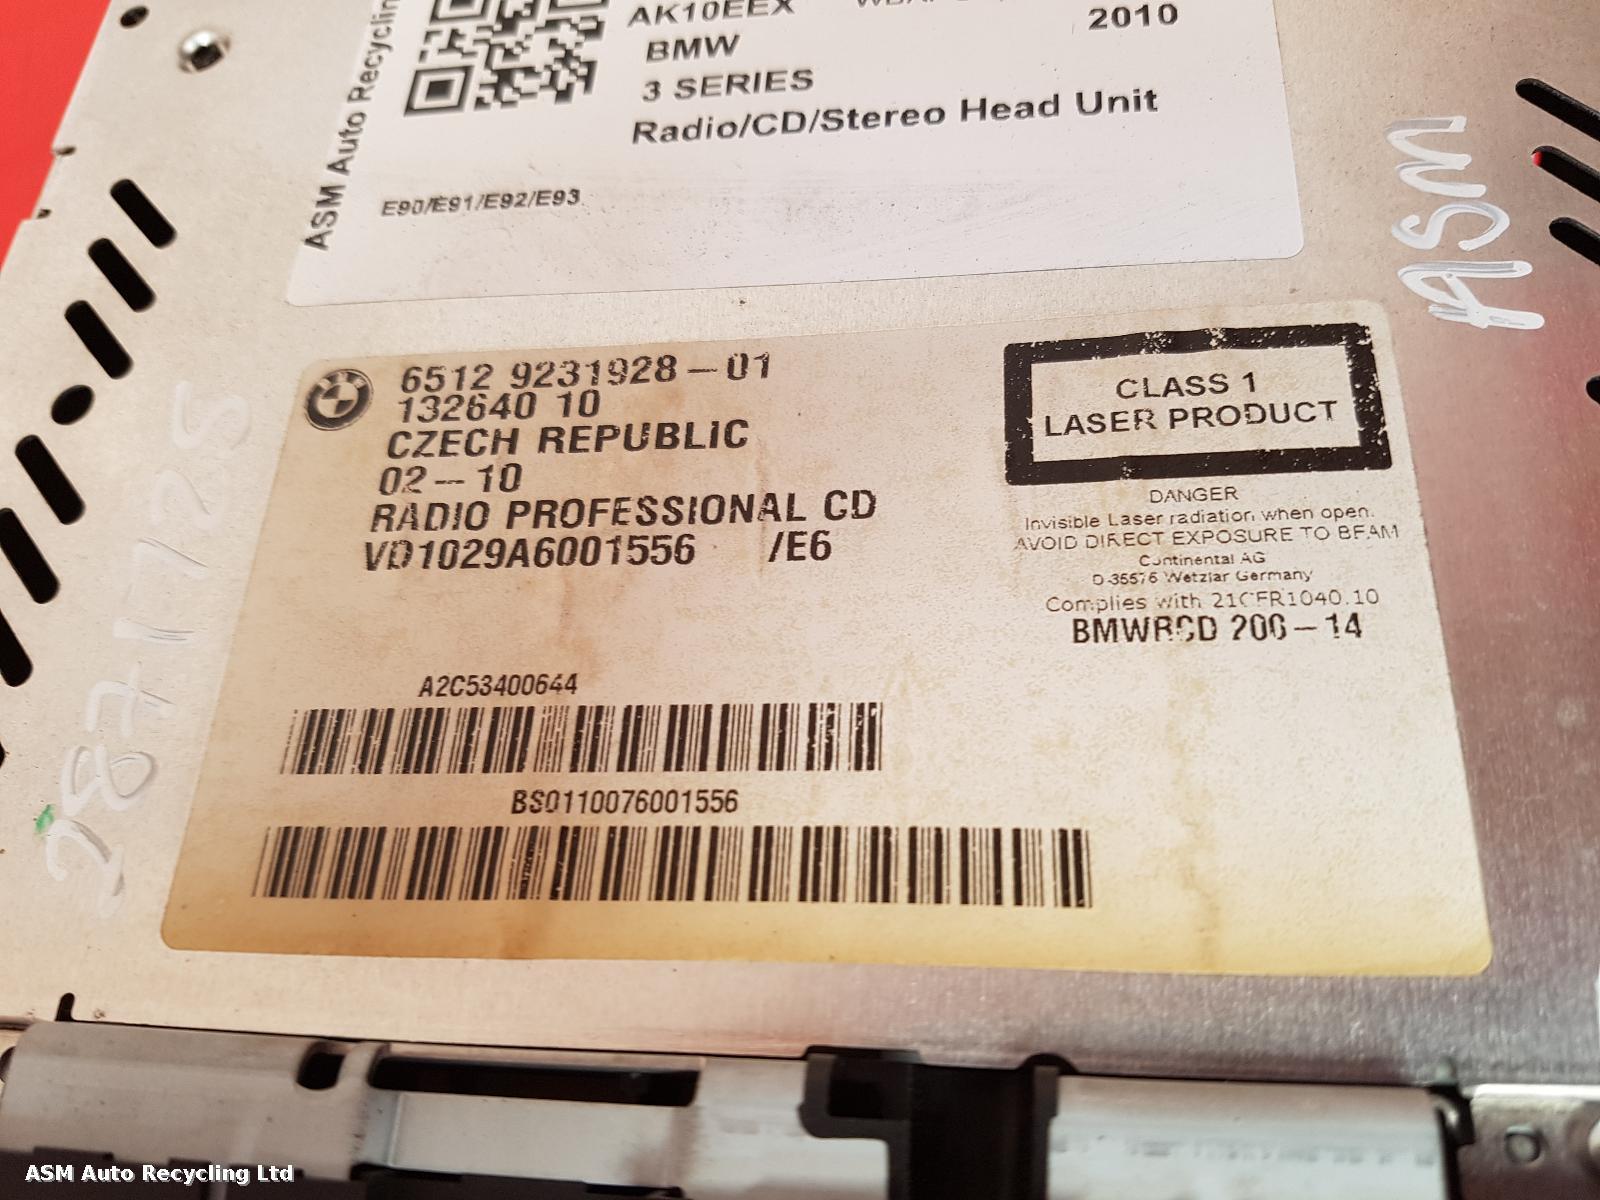 ASM Auto Recycling
AK10EEX
2010
BMW
3 SERIES
Radio/CD/Stereo Head Unit
E90/E91/E92/E93
ASM
6512 9231928-01
132640 10
CZECH REPUBLIC
02-10
RADIO PROFESSIONAL CD
VD1029A6001556 /E6
CLASS 1
LASER PRODUCT
DANGER
Invisible Laser radiation when open.
AVOID DIRECT EXPOSURE TO BEAM
Continental AG
D-35576 Wetzlar Germany
Complies with 21CFR1040.10
BMWRCD 200-14
A2C53400644
BS0110076001556
ASM Auto Recycling Ltd